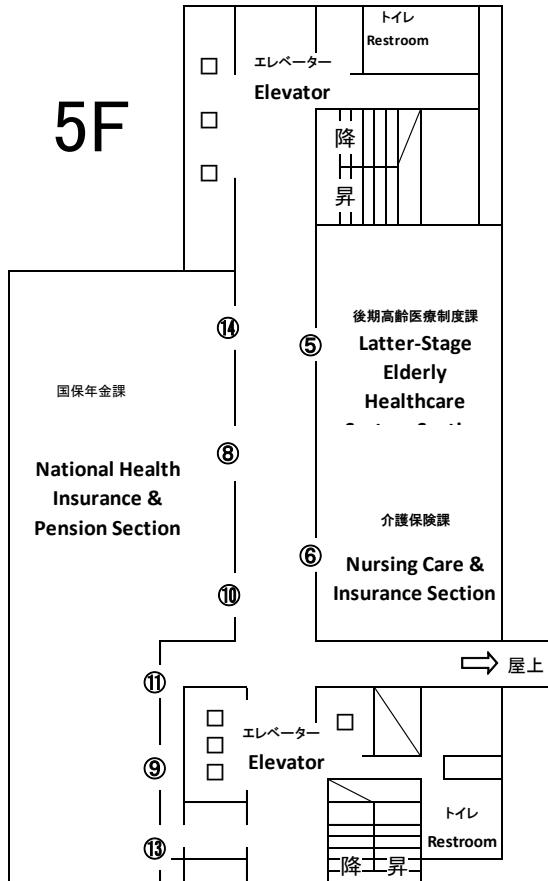 トイレ
Restroom
エレベーター
Elevator
5F
降
昇
⑭
⑤
後期高齢医療制度課
Latter-Stage
Elderly
Healthcare
国保年金課
⑧
National Health
Insurance &
Pension Section
介護保険課
⑥
Nursing Care &
Insurance Section
⑩
屋上
⑪
エレベーター
Elevator
⑨
トイレ
Restroom
⑬
降 昇